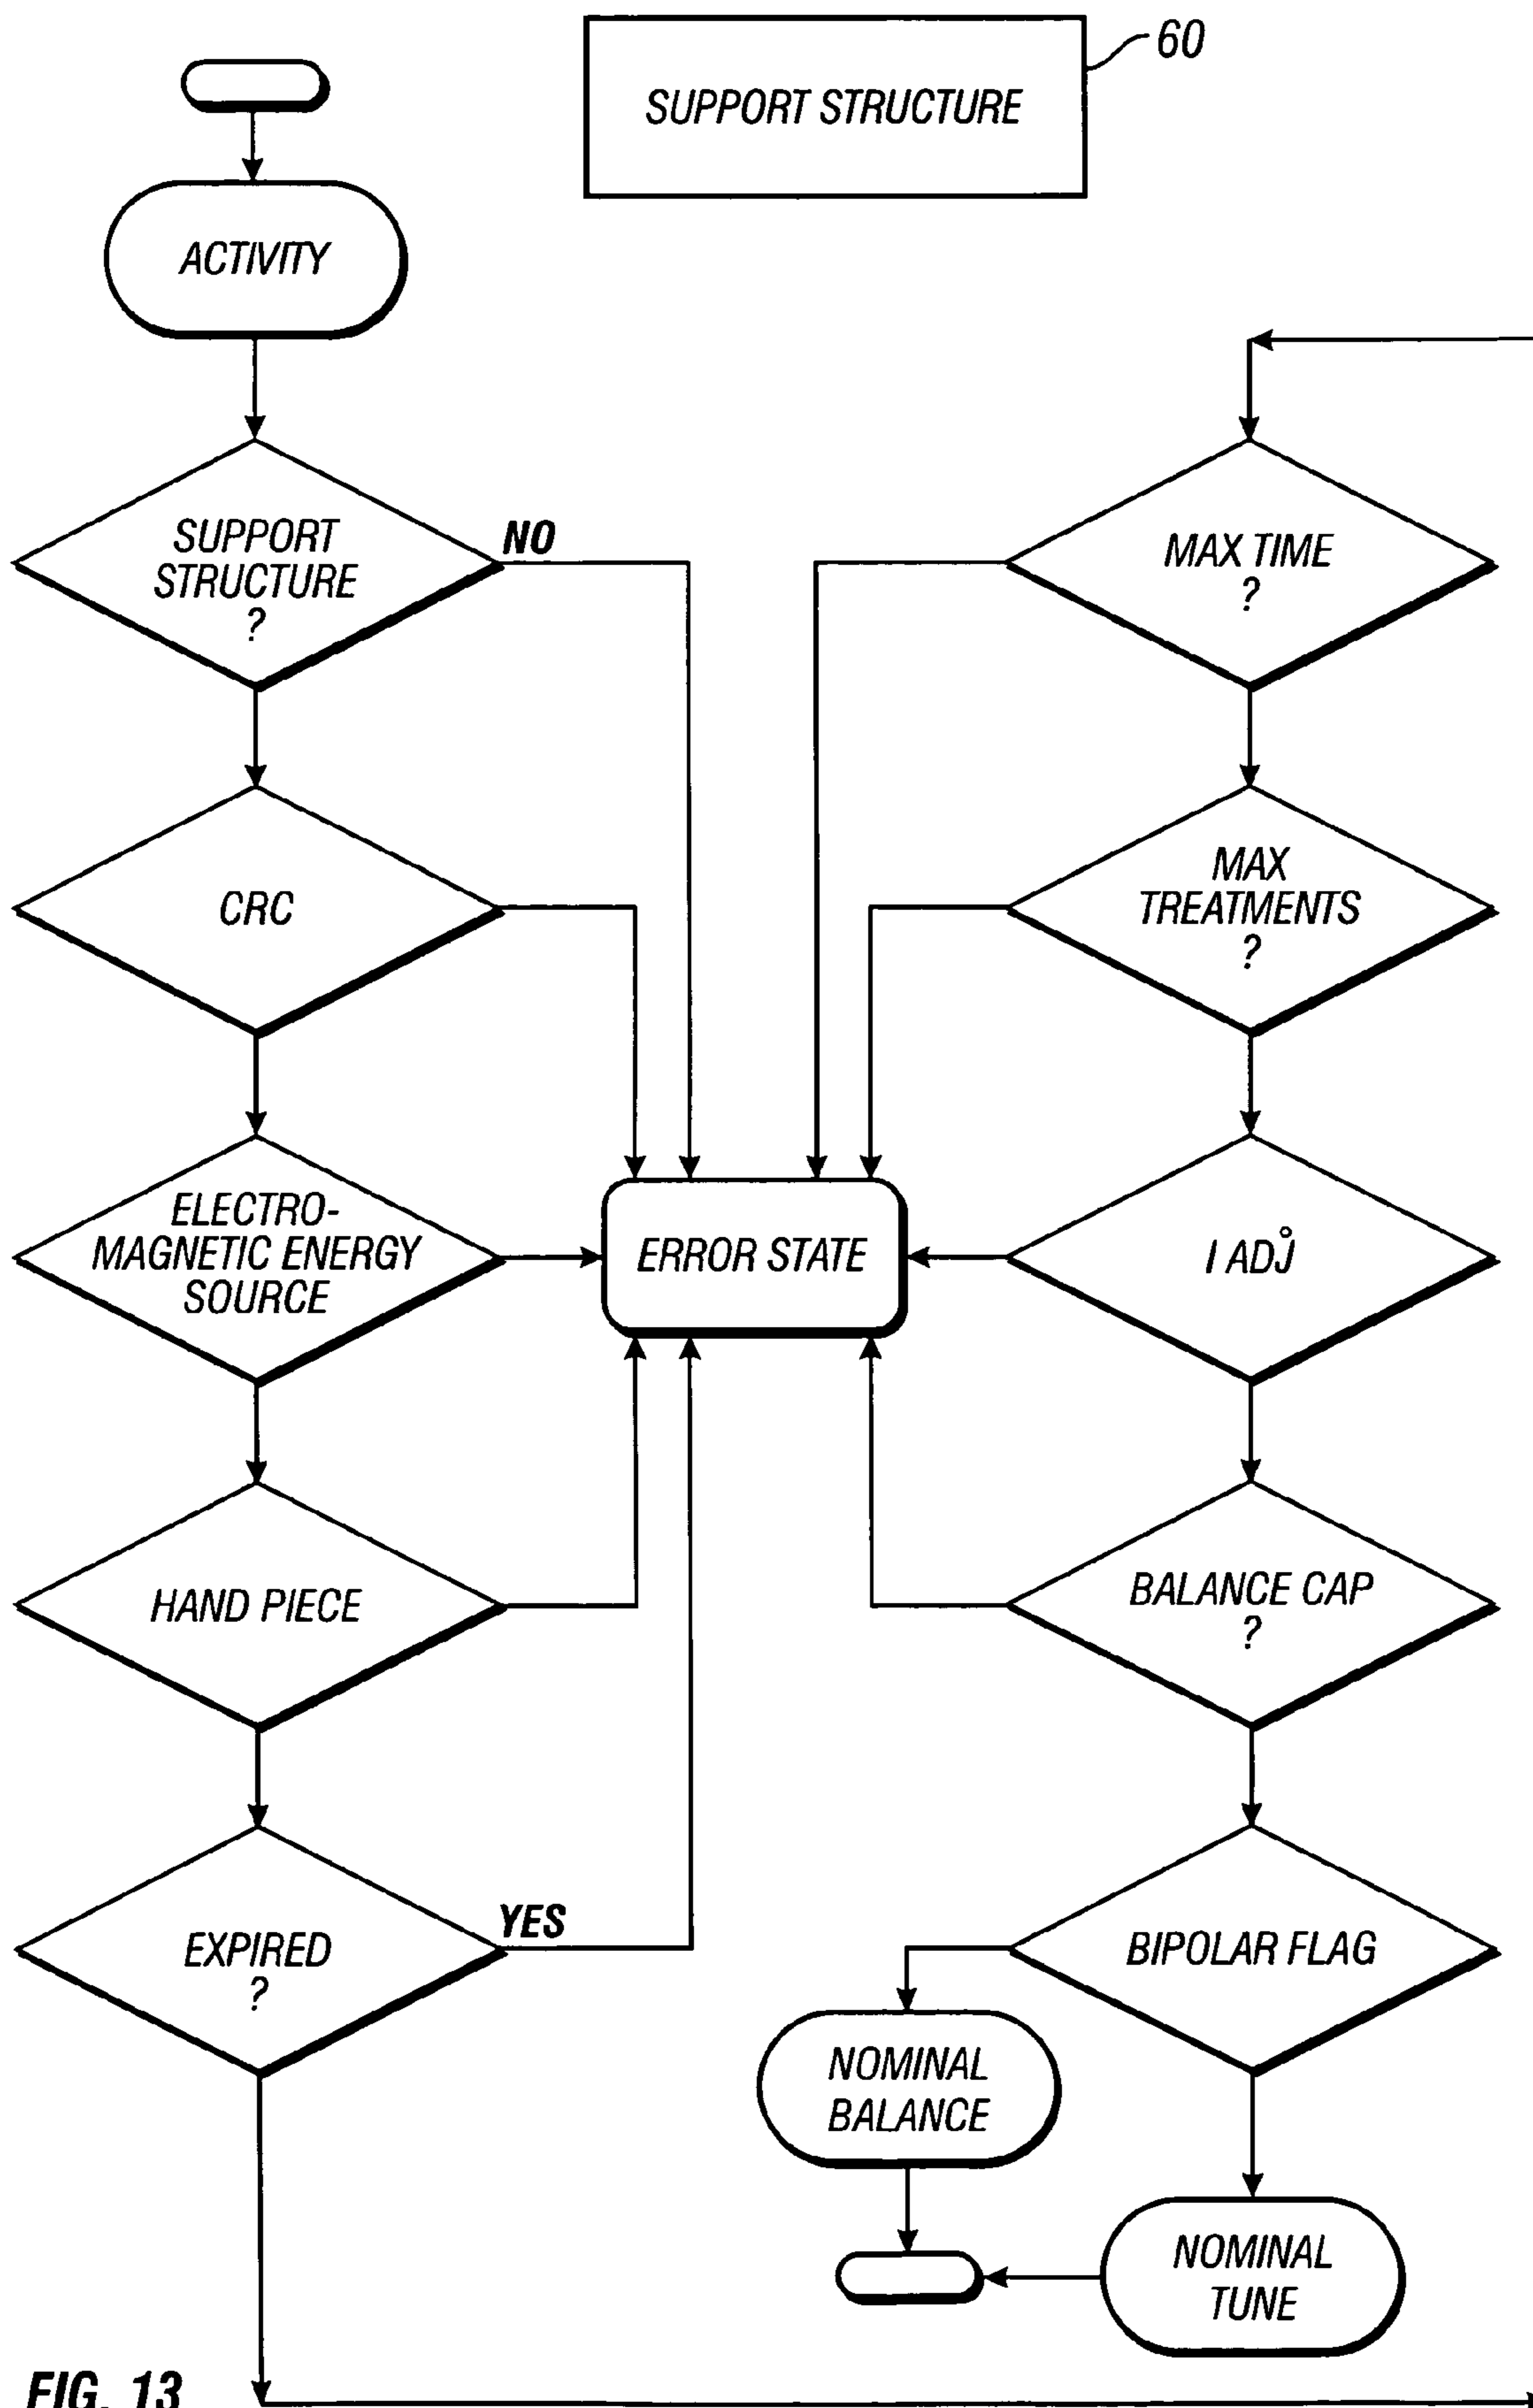 60
SUPPORT STRUCTURE
ACTIVITY
SUPPORT
STRUCTURE
?
NO
CRC
ELECTRO-
MAGNETIC ENERGY
SOURCE
HAND PIECE
EXPIRED
?
YES
ERROR STATE
MAX TIME
?
MAX
TREATMENTS
?
I ADJ°
BALANCE CAP
?
BIPOLAR FLAG
NOMINAL
BALANCE
NOMINAL
TUNE
FIG. 13